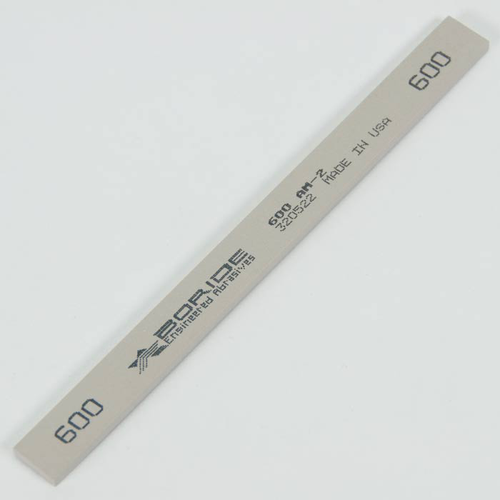 600
BORIDE
Engineered Abrasives
600 AM-2
320522 MADE IN USA
600